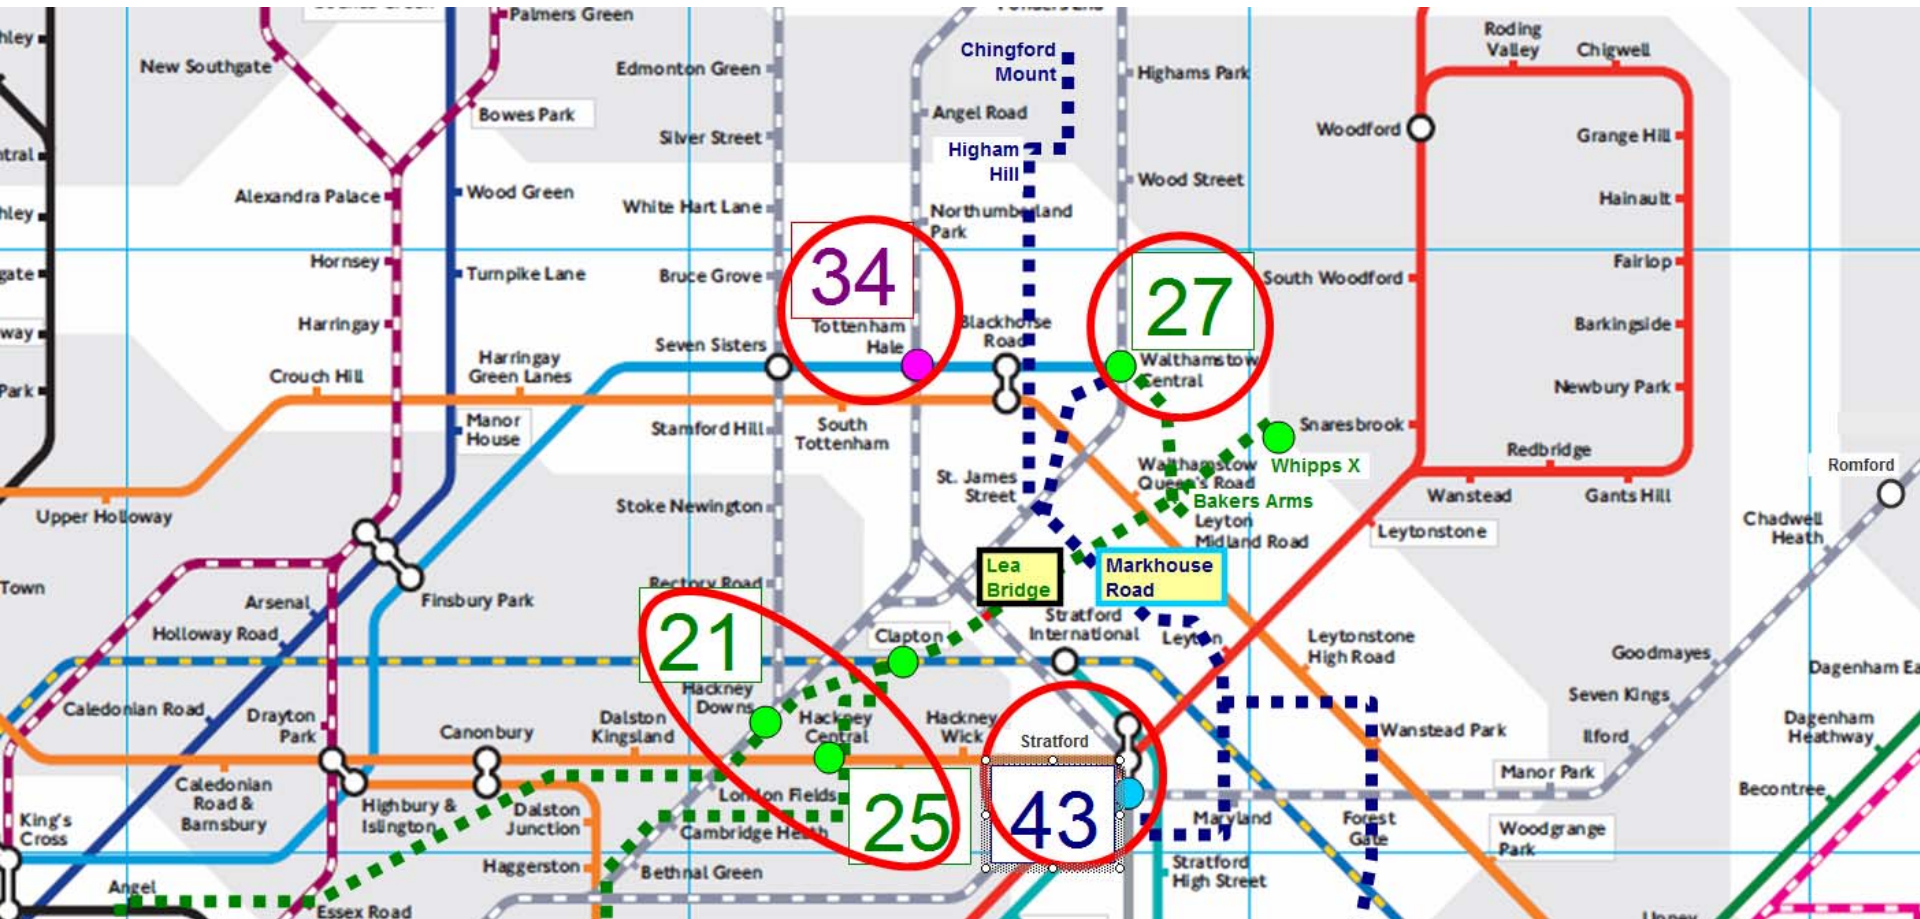 Palmers Green
New Southgate
Bowes Park
Alexandra Palace
Wood Green
Hornsey
Turnpike Lane
Harringay
Crouch Hill
Harringay
Green Lanes
Manor
House
Upper Holloway
Edmonton Green
Silver Street
White Hart Lane
Bruce Grove
Seven Sisters
Stamford Hill
Stoke Newington
Rectory Road
Angel Road
Northumberland
Park
34
Tottenham
Hale
South
Tottenham
Blackhorse
Road
St. James
Street
Chingford
Mount
Higham
Hill
Highams Park
Wood Street
27
Walthamstow
Central
Walthamstow
Queen's Road
Whipps X
Bakers Arms
Leyton
Midland Road
Lea
Bridge
Markhouse
Road
Roding
Valley
Chigwell
Woodford
Grange Hill
Hainault
South Woodford
Fairlop
Barkingside
Newbury Park
Snaresbrook
Redbridge
Wanstead
Gants Hill
Leytonstone
Romford
Chadwell
Heath
Goodmayes
Seven Kings
Ilford
Manor Park
Dagenham Ea
Dagenham
Heathway
Becontree
Woodgrange
Park
Wanstead Park
Leytonstone
High Road
Leyton
Stratford
International
Clapton
21
Hackney
Downs
Hackney
Central
Hackney
Wick
Stratford
43
25
Maryland
Forest
Gate
Stratford
High Street
London Fields
Cambridge Heath
Bethnal Green
Dalston
Kingsland
Dalston
Junction
Haggerston
Canonbury
Highbury &
Islington
Finsbury Park
Arsenal
Holloway Road
Caledonian Road
Drayton
Park
Caledonian
Road &
Barnsbury
King's
Cross
Angel
Essex Road
Town
Park